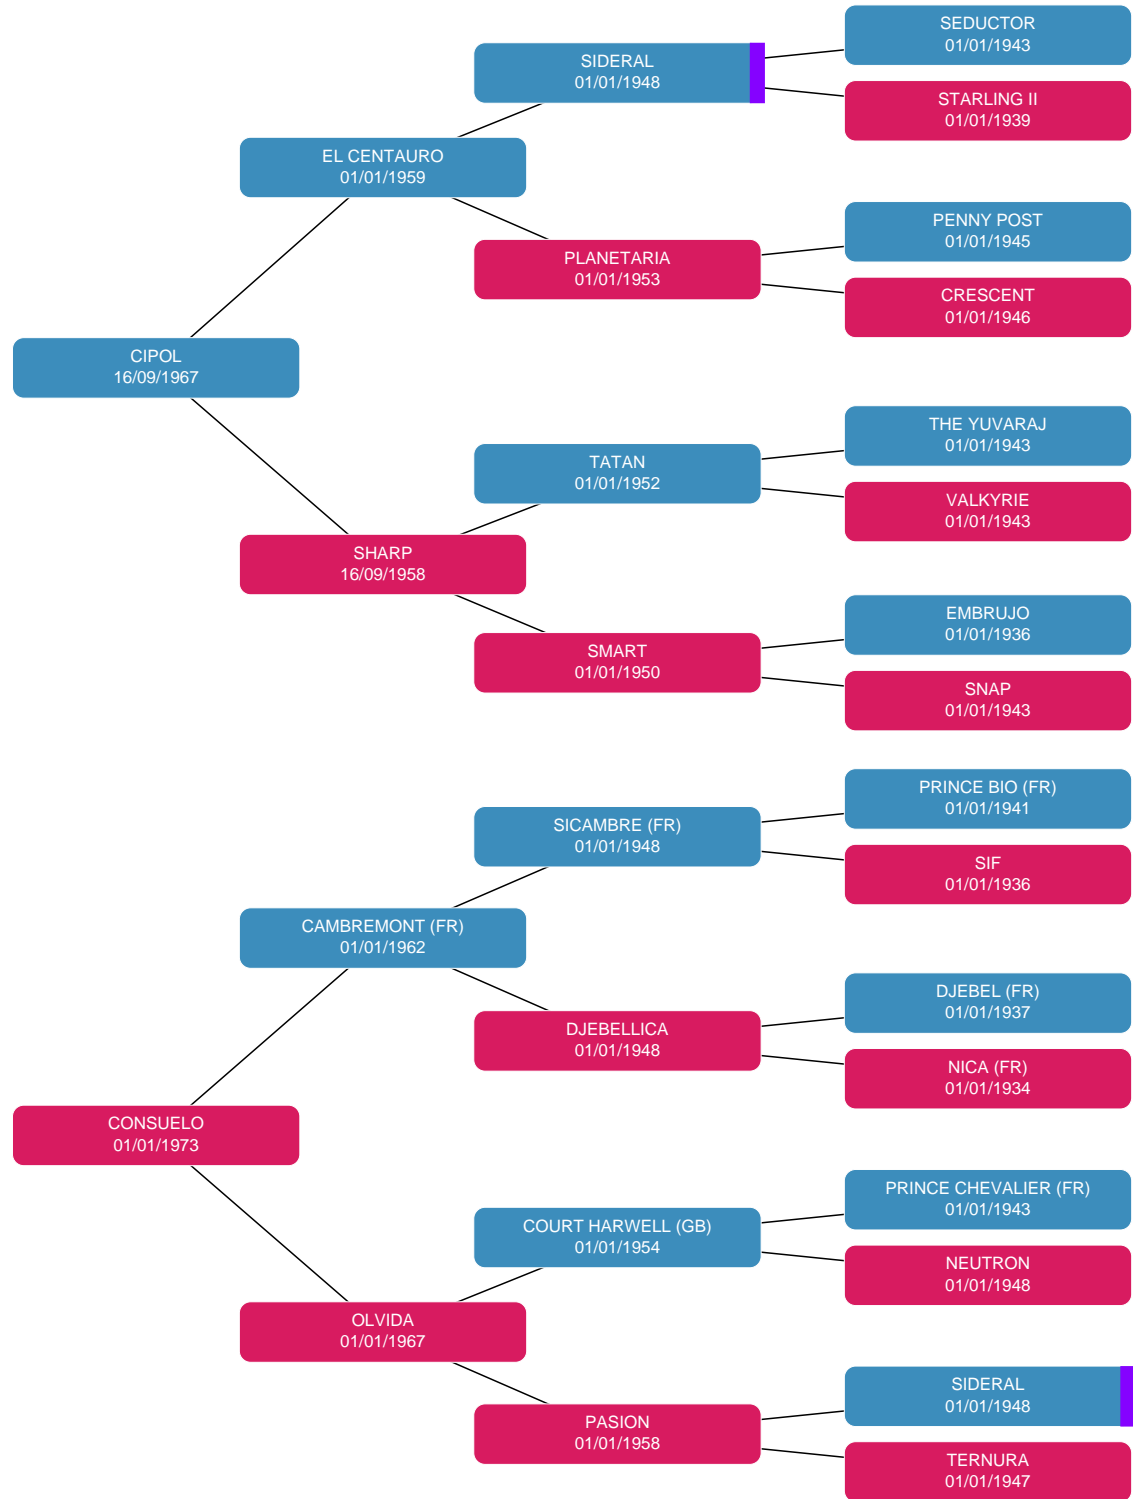 SEDUCTOR
01/01/1943
SIDERAL
01/01/1948
STARLING II
01/01/1939
EL CENTAURO
01/01/1959
PENNY POST
01/01/1945
PLANETARIA
01/01/1953
CRESCENT
01/01/1946
CIPOL
16/09/1967
THE YUVARAJ
01/01/1943
TATAN
01/01/1952
VALKYRIE
01/01/1943
SHARP
16/09/1958
EMBRUJO
01/01/1936
SMART
01/01/1950
SNAP
01/01/1943
PRINCE BIO (FR)
01/01/1941
SICAMBRE (FR)
01/01/1948
SIF
01/01/1936
CAMBREMONT (FR)
01/01/1962
DJEBEL (FR)
01/01/1937
DJEBELLICA
01/01/1948
NICA (FR)
01/01/1934
CONSUELO
01/01/1973
PRINCE CHEVALIER (FR)
01/01/1943
COURT HARWELL (GB)
01/01/1954
NEUTRON
01/01/1948
OLVIDA
01/01/1967
SIDERAL
01/01/1948
PASION
01/01/1958
TERNURA
01/01/1947